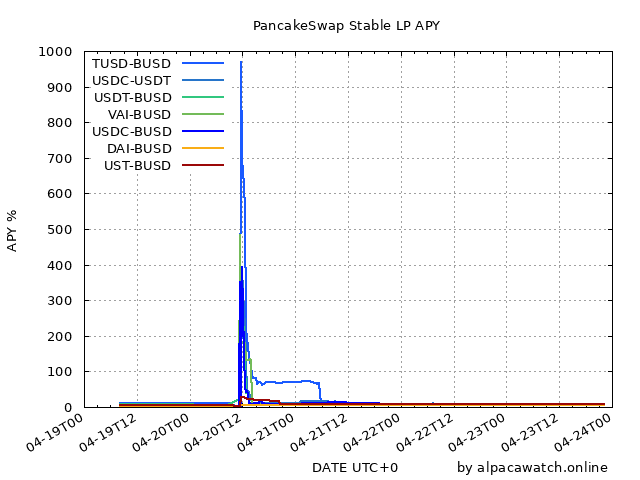 PancakeSwap Stable LP APY
1000
900
800
700
600
500
400
300
200
100
0
APY %
TUSD-BUSD
USDC-USDT
USDT-BUSD
VAI-BUSD
USDC-BUSD
DAI-BUSD
UST-BUSD
04-19T00
04-19T12
04-20T00
04-20T12
04-21T00
04-21T12
04-22T00
04-22T12
04-23T00
04-23T12
04-24T00
DATE UTC+0
by alpacawatch.online